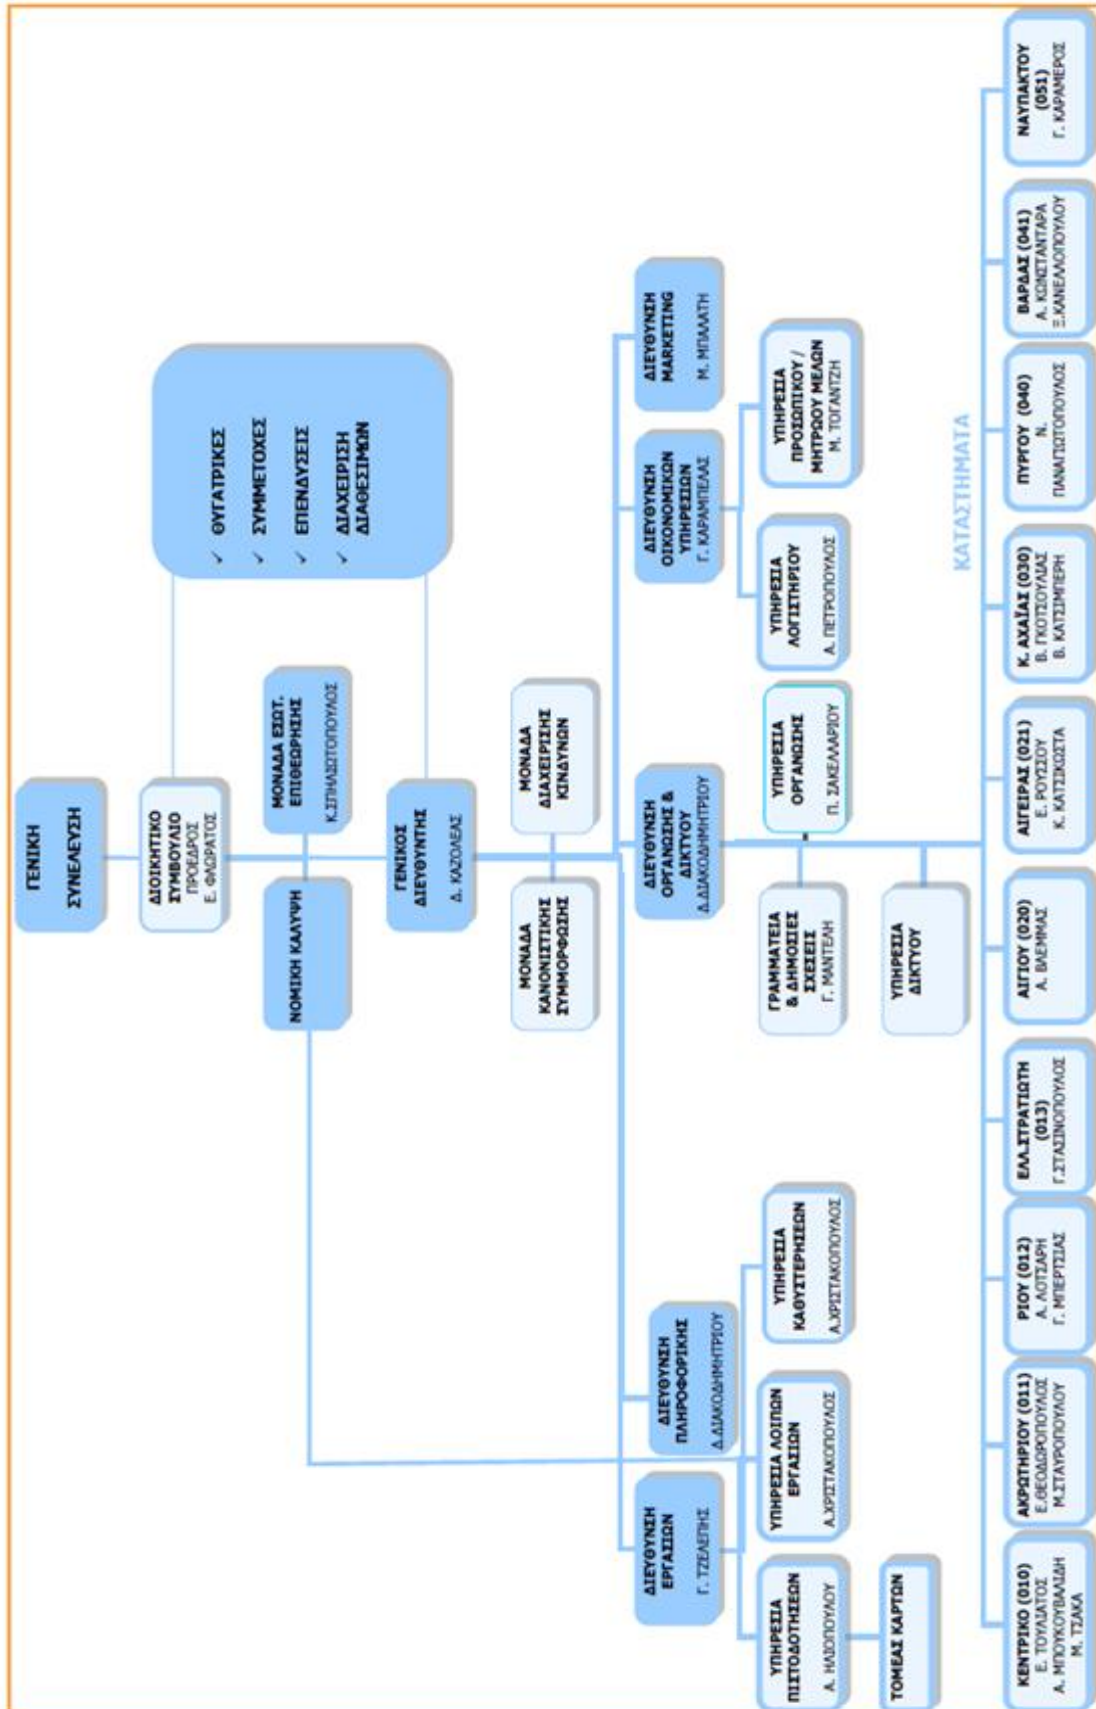 ΓΕΝΙΚΗ
ΣΥΝΕΛΕΥΣΗ
ΔΙΟΙΚΗΤΙΚΟ
ΣΥΜΒΟΥΛΙΟ
ΠΡΟΕΔΡΟΣ
Ε. ΦΛΩΡΑΤΟΣ
✓ ΘΥΓΑΤΡΙΚΕΣ
✓ ΣΥΜΜΕΤΟΧΕΣ
✓ ΕΠΕΝΔΥΣΕΙΣ
✓ ΔΙΑΧΕΙΡΙΣΗ
ΔΙΑΘΕΣΙΜΩΝ
ΝΟΜΙΚΗ ΚΑΛΥΨΗ
ΜΟΝΑΔΑ ΕΣΩΤ.
ΕΠΙΘΕΩΡΗΣΗΣ
Κ.ΣΠΗΛΙΩΤΟΠΟΥΛΟΣ
ΓΕΝΙΚΟΣ
ΔΙΕΥΘΥΝΤΗΣ
Δ. ΚΑΖΟΛΕΑΣ
ΜΟΝΑΔΑ
ΚΑΝΟΝΙΣΤΙΚΗΣ
ΣΥΜΜΟΡΦΩΣΗΣ
ΜΟΝΑΔΑ
ΔΙΑΧΕΙΡΙΣΗΣ
ΚΙΝΔΥΝΩΝ
ΔΙΕΥΘΥΝΣΗ
ΕΡΓΑΣΙΩΝ
Γ. ΤΖΕΛΕΠΗΣ
ΔΙΕΥΘΥΝΣΗ
ΠΛΗΡΟΦΟΡΙΚΗΣ
Δ.ΔΙΑΚΟΔΗΜΗΤΡΙΟΥ
ΔΙΕΥΘΥΝΣΗ
ΟΡΓΑΝΩΣΗΣ &
ΔΙΚΤΥΟΥ
Δ.ΔΙΑΚΟΔΗΜΗΤΡΙΟΥ
ΔΙΕΥΘΥΝΣΗ
ΟΙΚΟΝΟΜΙΚΩΝ
ΥΠΗΡΕΣΙΩΝ
Γ. ΚΑΡΑΜΠΕΛΑΣ
ΔΙΕΥΘΥΝΣΗ
MARKETING
Μ. ΜΠΑΛΑΤΗ
ΥΠΗΡΕΣΙΑ
ΠΙΣΤΟΔΟΤΗΣΕΩΝ
Α. ΗΛΙΟΠΟΥΛΟΥ
ΥΠΗΡΕΣΙΑ ΛΟΙΠΩΝ
ΕΡΓΑΣΙΩΝ
Α.ΧΡΙΣΤΑΚΟΠΟΥΛΟΣ
ΥΠΗΡΕΣΙΑ
ΚΑΘΥΣΤΕΡΗΣΕΩΝ
Α.ΧΡΙΣΤΑΚΟΠΟΥΛΟΣ
ΓΡΑΜΜΑΤΕΙΑ
& ΔΗΜΟΣΙΕΣ
ΣΧΕΣΕΙΣ
Γ. ΜΑΝΤΕΛΗ
ΥΠΗΡΕΣΙΑ
ΟΡΓΑΝΩΣΗΣ
Π. ΣΑΚΕΛΛΑΡΙΟΥ
ΥΠΗΡΕΣΙΑ
ΛΟΓΙΣΤΗΡΙΟΥ
Α. ΠΕΤΡΟΠΟΥΛΟΣ
ΥΠΗΡΕΣΙΑ
ΠΡΟΣΩΠΙΚΟΥ /
ΜΗΤΡΩΟΥ ΜΕΛΩΝ
Μ. ΤΟΓΑΝΤΖΗ
ΤΟΜΕΑΣ ΚΑΡΤΩΝ
ΥΠΗΡΕΣΙΑ
ΔΙΚΤΥΟΥ
ΚΑΤΑΣΤΗΜΑΤΑ
ΚΕΝΤΡΙΚΟ (010)
Ε. ΤΟΥΛΙΑΤΟΣ
Α. ΜΠΟΥΚΟΥΒΑΛΙΔΗ
Μ. ΤΣΑΚΑ
ΑΚΡΩΤΗΡΙΟΥ (011)
Ε.ΘΕΟΔΩΡΟΠΟΥΛΟΣ
Μ.ΣΤΑΥΡΟΠΟΥΛΟΥ
ΡΙΟΥ (012)
Α. ΛΟΤΣΑΡΗ
Γ. ΜΠΕΡΤΣΙΑΣ
ΕΛΛ.ΣΤΡΑΤΙΩΤΗ
(013)
Γ.ΣΤΑΣΙΝΟΠΟΥΛΟΣ
ΑΙΓΙΟΥ (020)
Α. ΒΛΕΜΜΑΣ
ΑΙΓΕΙΡΑΣ (021)
Ε. ΡΟΥΣΣΟΥ
Κ. ΚΑΤΣΙΚΩΣΤΑ
Κ. ΑΧΑΪΑΣ (030)
Β. ΓΚΟΤΣΟΥΛΙΑΣ
Β. ΚΑΤΣΙΜΠΕΡΗ
ΠΥΡΓΟΥ (040)
Ν.
ΠΑΝΑΓΙΩΤΟΠΟΥΛΟΣ
ΒΑΡΔΑΣ (041)
Α. ΚΩΝΣΤΑΝΤΑΡΑ
Ξ.ΚΑΝΕΛΛΟΠΟΥΛΟΥ
ΝΑΥΠΑΚΤΟΥ
(051)
Γ. ΚΑΡΑΜΕΡΟΣ